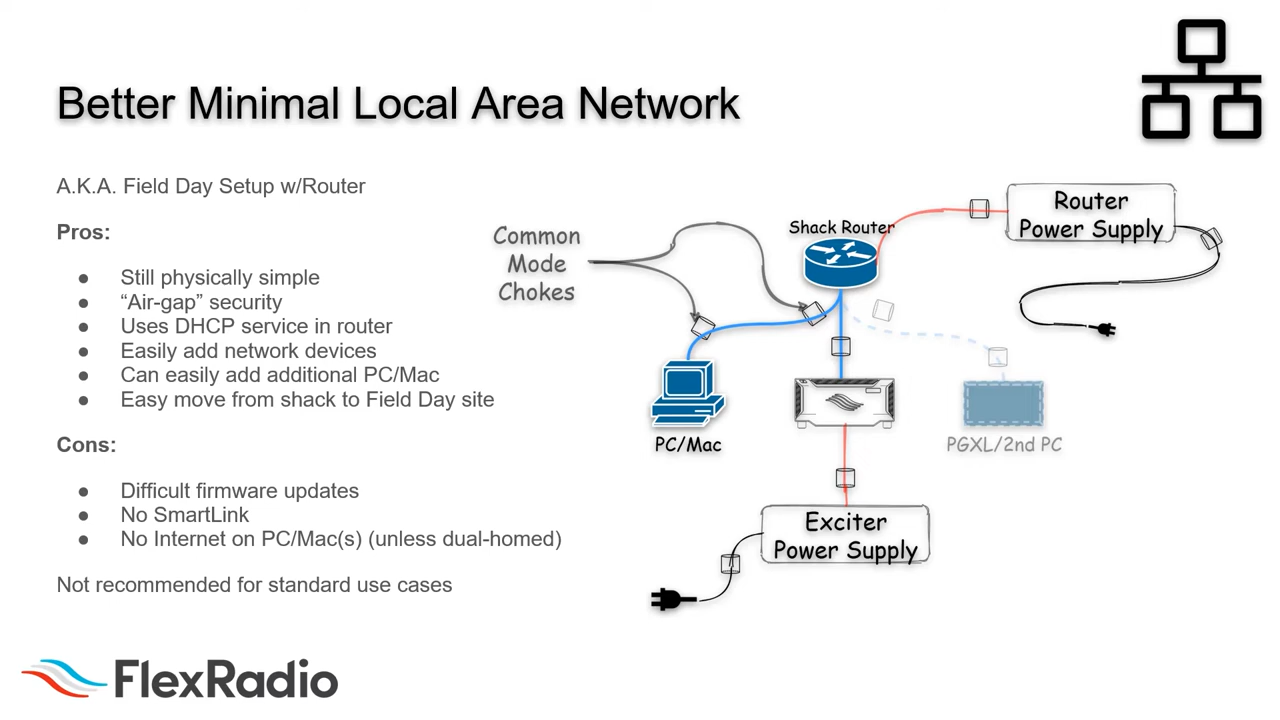 Better Minimal Local Area Network
A.K.A. Field Day Setup w/Router
Pros:
● Still physically simple
● “Air-gap” security
● Uses DHCP service in router
● Easily add network devices
● Can easily add additional PC/Mac
● Easy move from shack to Field Day site
Cons:
● Difficult firmware updates
● No SmartLink
● No Internet on PC/Mac(s) (unless dual-homed)
Not recommended for standard use cases
Common
Mode
Chokes
Shack Router
Router
Power Supply
PC/Mac
PGXL/2nd PC
Exciter
Power Supply
FlexRadio